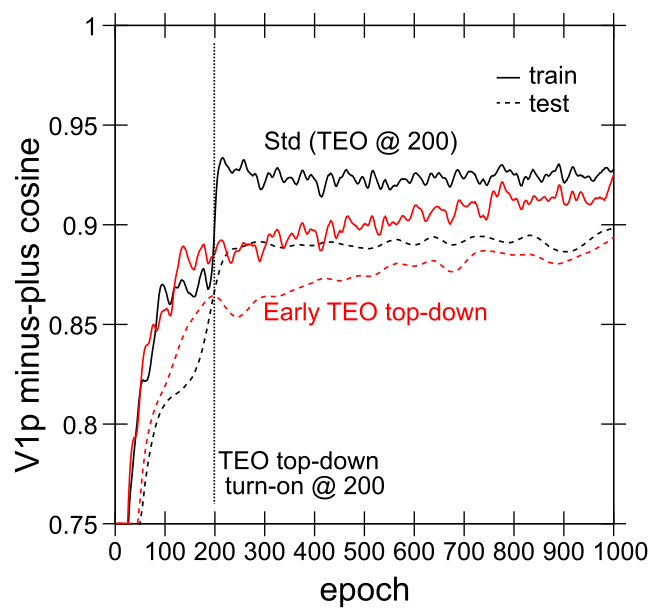 1
0.95
0.9
0.85
0.8
0.75
V1p minus-plus cosine
train
test
Std (TEO @ 200)
Early TEO top-down
TEO top-down
turn-on @ 200
0 100 200 300 400 500 600 700 800 900 1000
epoch